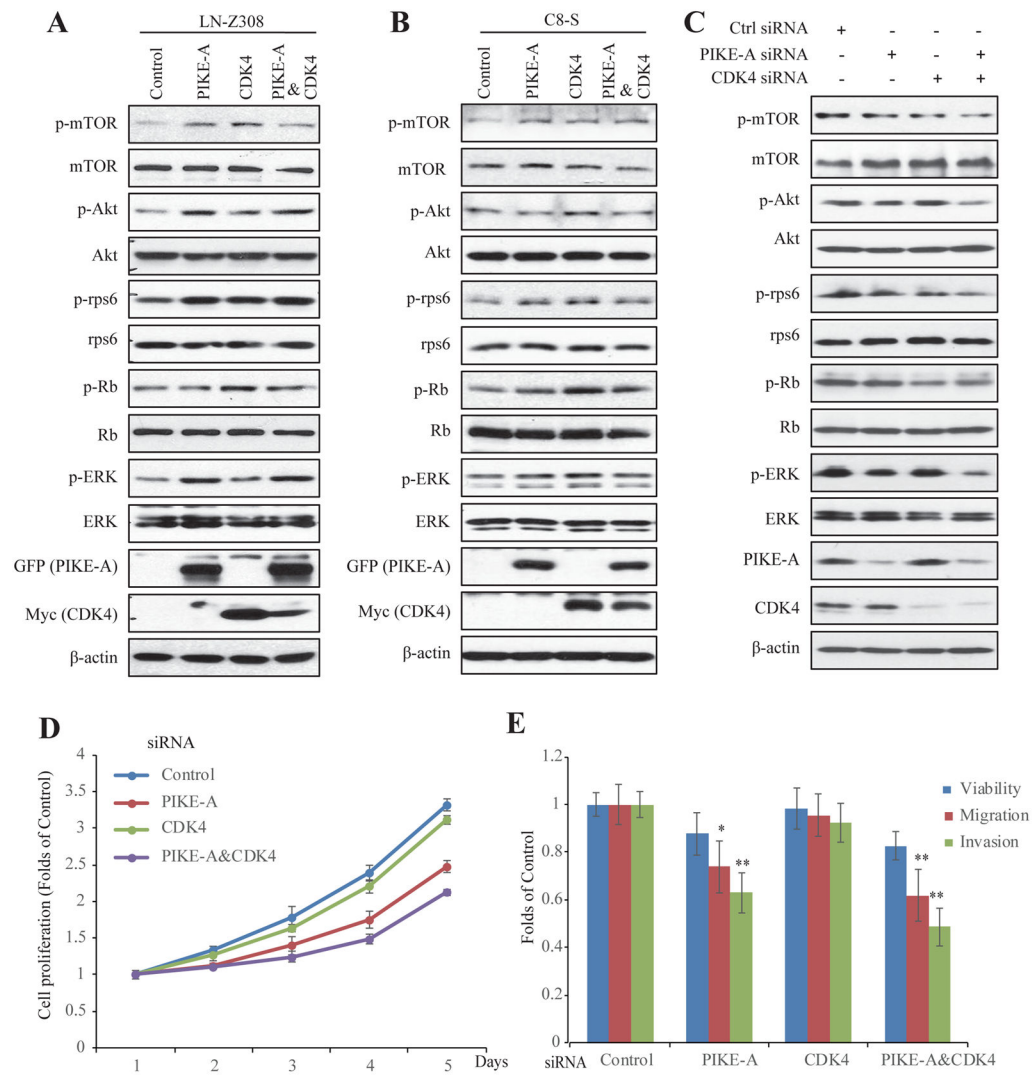 A
LN-Z308
Control
PIKE-A
CDK4
PIKE-A
&
CDK4
p-mTOR
mTOR
p-Akt
Akt
p-rps6
rps6
p-Rb
Rb
p-ERK
ERK
GFP (PIKE-A)
Myc (CDK4)
β-actin
B
C8-S
Control
PIKE-A
CDK4
PIKE-A
&
CDK4
p-mTOR
mTOR
p-Akt
Akt
p-rps6
rps6
p-Rb
Rb
p-ERK
ERK
GFP (PIKE-A)
Myc (CDK4)
β-actin
C
Ctrl siRNA + - - -
PIKE-A siRNA - + - +
CDK4 siRNA - - + +
p-mTOR
mTOR
p-Akt
Akt
p-rps6
rps6
p-Rb
Rb
p-ERK
ERK
PIKE-A
CDK4
β-actin
D
siRNA
Control
PIKE-A
CDK4
PIKE-A&CDK4
Cell proliferation (Folds of Control)
4
3.5
3
2.5
2
1.5
1
0.5
0
1 2 3 4 5 Days
E
Viability
Migration
Invasion
Folds of Control
1.2
1
0.8
0.6
0.4
0.2
0
* ** ** **
siRNA Control PIKE-A CDK4 PIKE-A&CDK4